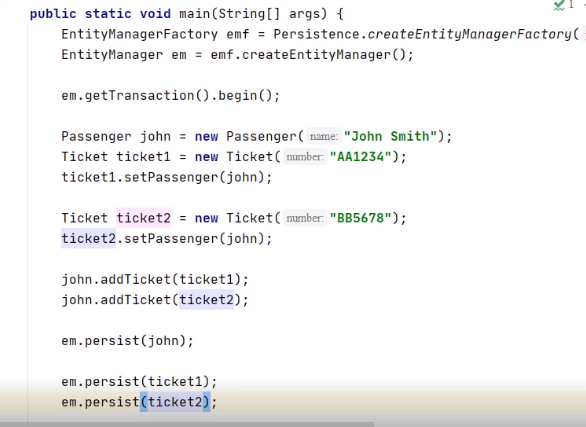 1
public static void main(String[] args) {
EntityManagerFactory emf = Persistence.createEntityManagerFactory(
EntityManager em = emf.createEntityManager();
em.getTransaction().begin();
Passenger john = new Passenger( name: "John Smith");
Ticket ticket1 = new Ticket( number: "AA1234");
ticket1.setPassenger(john);
Ticket ticket2 = new Ticket( number: "BB5678");
ticket2.setPassenger(john);
john.addTicket(ticket1);
john.addTicket(ticket2);
em.persist(john);
em.persist(ticket1);
em.persist(ticket2);